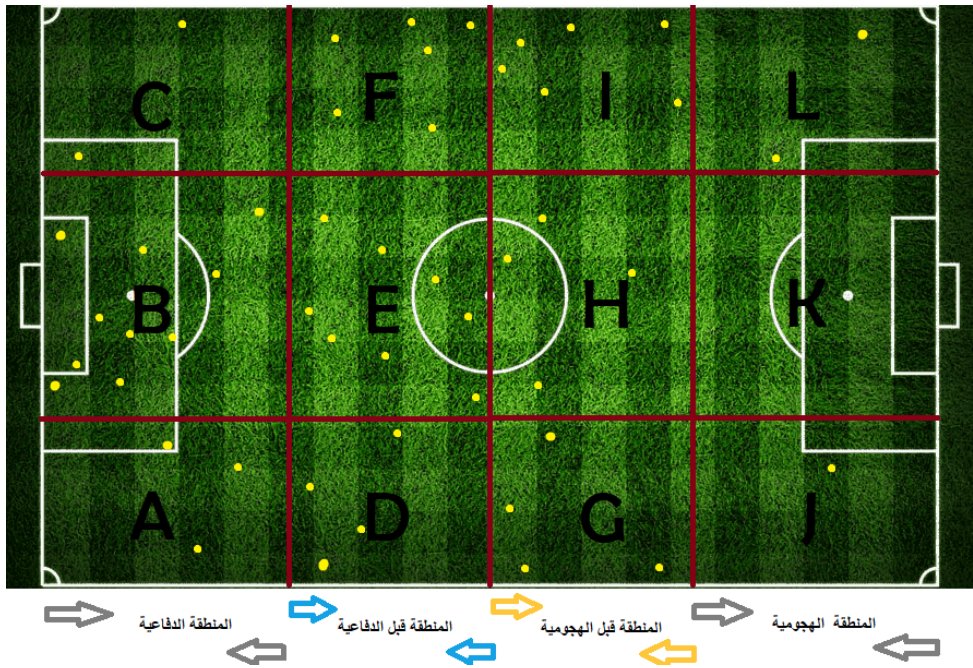 C F I L
B E H K
A D G J
المنطقة الدفاعية
المنطقة قبل الدفاعية
المنطقة قبل الهجومية
المنطقة الهجومية